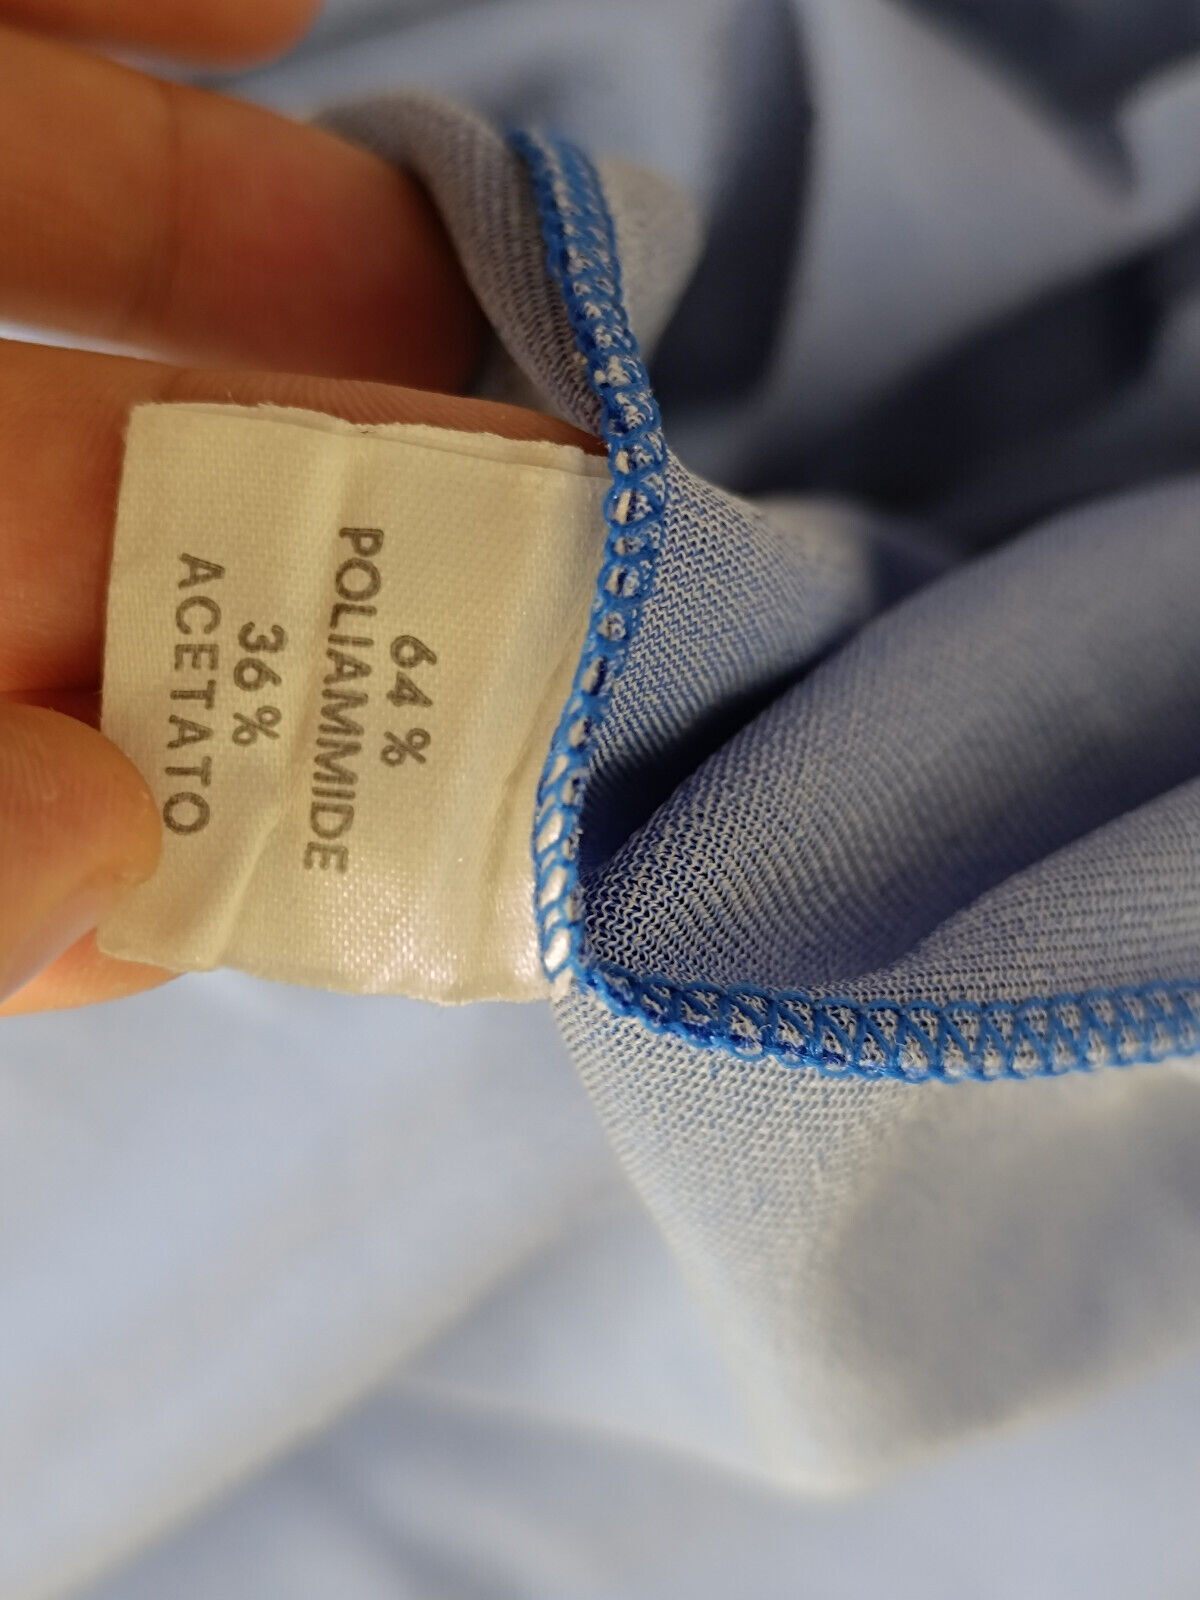 64%
POLIAMMIDE
36%
ACETATO